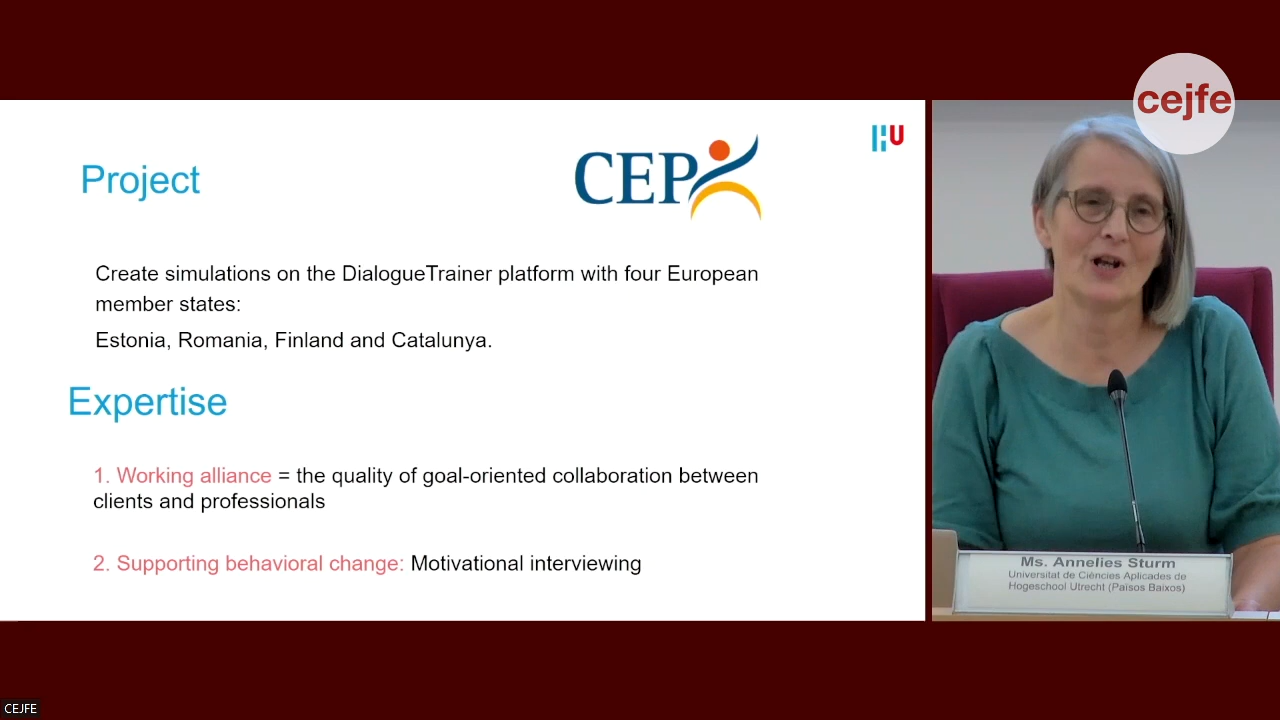 cejfe
HU
CEP
Project
Create simulations on the DialogueTrainer platform with four European
member states:
Estonia, Romania, Finland and Catalunya.
Expertise
1. Working alliance = the quality of goal-oriented collaboration between
clients and professionals
2. Supporting behavioral change: Motivational interviewing
Ms. Annelies Sturm
Universitat de Ciències Aplicades de
Hogeschool Utrecht (Països Baixos)
CEJFE